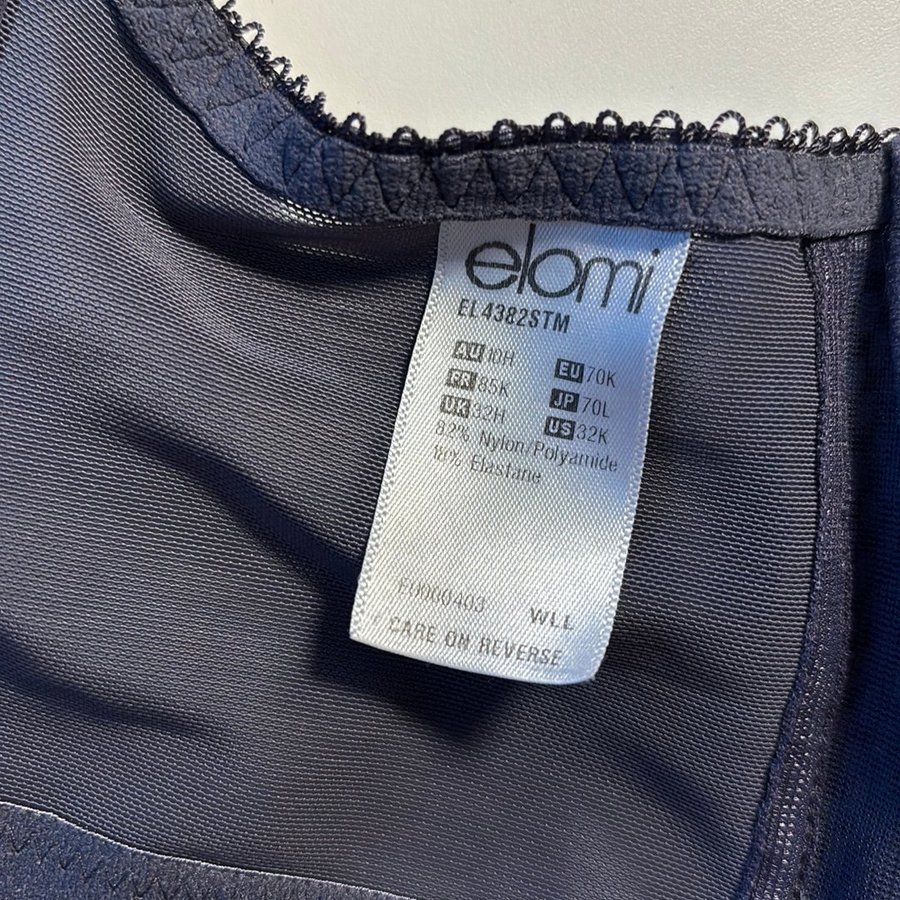 elomi
EL4382STM
AU 10H EU 70K
FR 85K JP 70L
UK 32H US 32K
82% Nylon/Polyamide
18% Elastane
WLL
CARE ON REVERSE